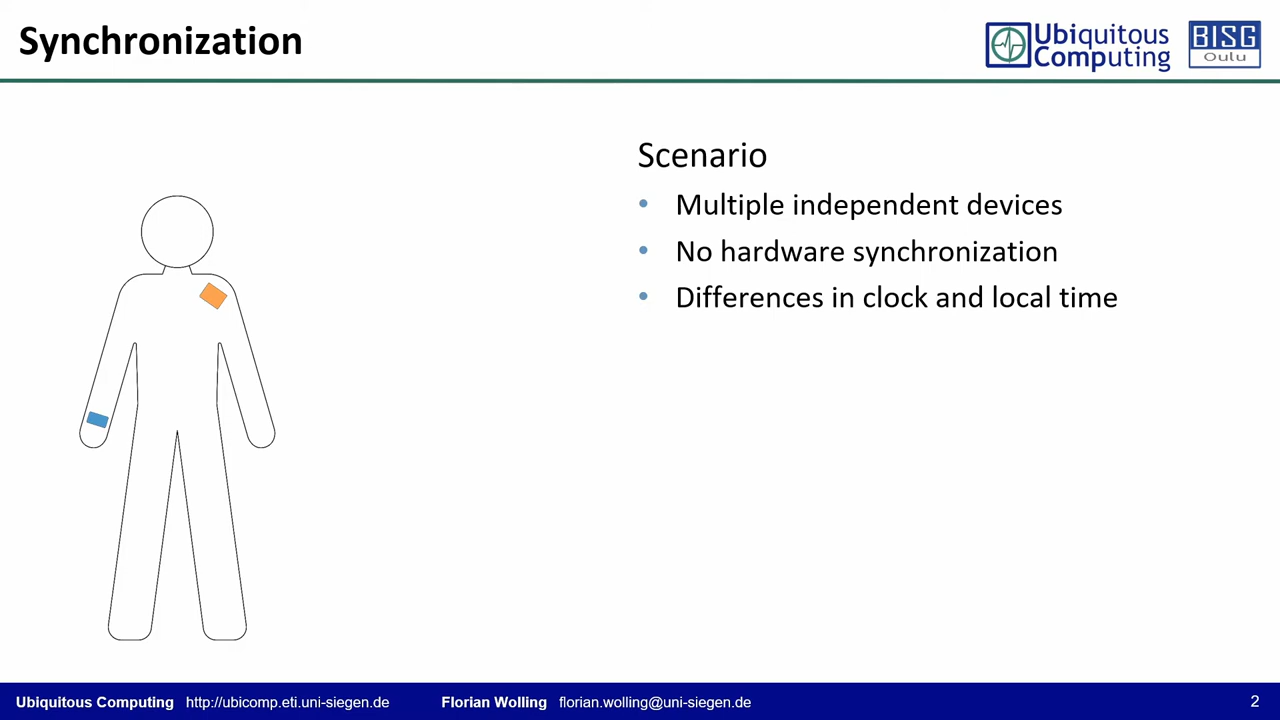 Synchronization
Ubiquitous
Computing
BISG
Oulu
Scenario
• Multiple independent devices
• No hardware synchronization
• Differences in clock and local time
Ubiquitous Computing http://ubicomp.eti.uni-siegen.de Florian Wolling florian.wolling@uni-siegen.de 2